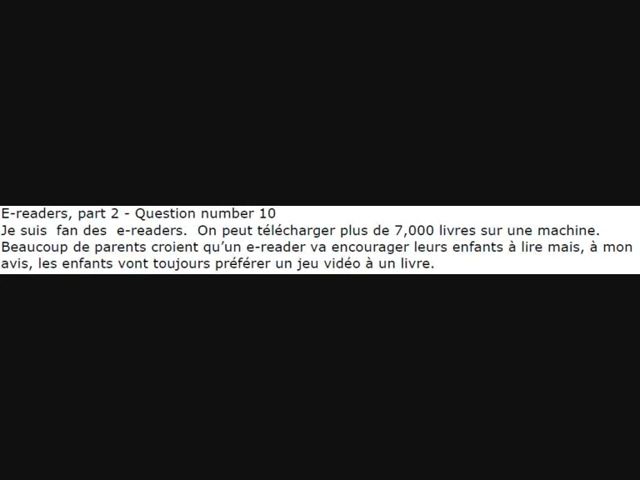 E-readers, part 2 - Question number 10
Je suis  fan des  e-readers.  On peut télécharger plus de 7,000 livres sur une machine.
Beaucoup de parents croient qu'un e-reader va encourager leurs enfants à lire mais, à mon
avis, les enfants vont toujours préférer un jeu vidéo à un livre.